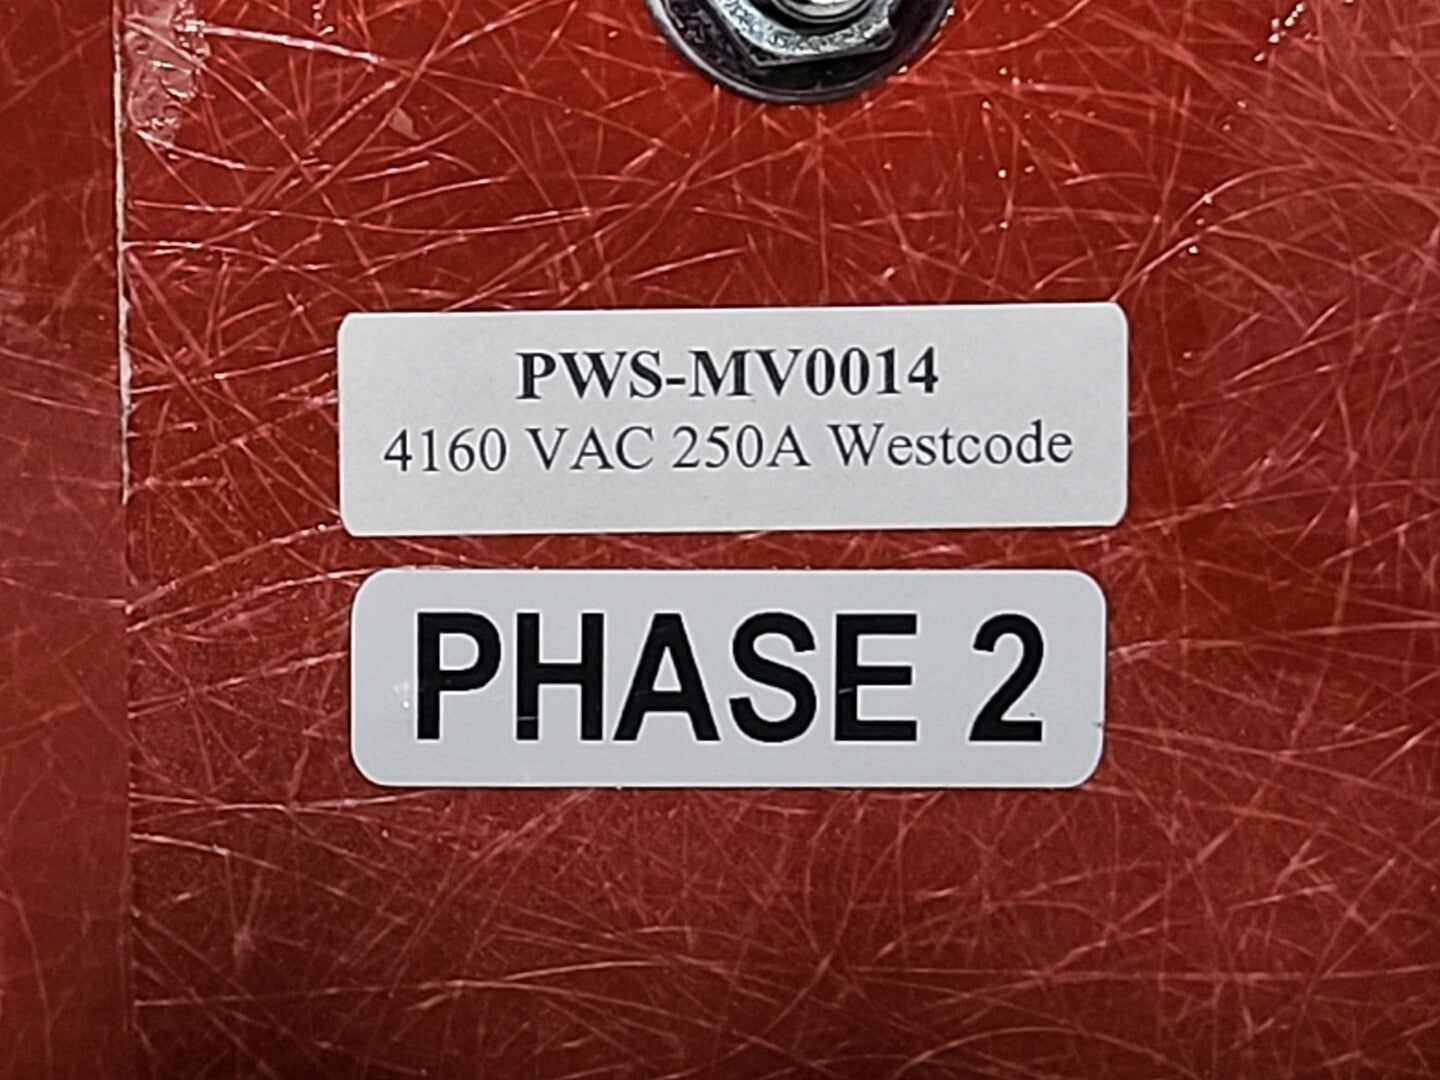 PWS-MV0014
4160 VAC 250A Westcode
PHASE 2